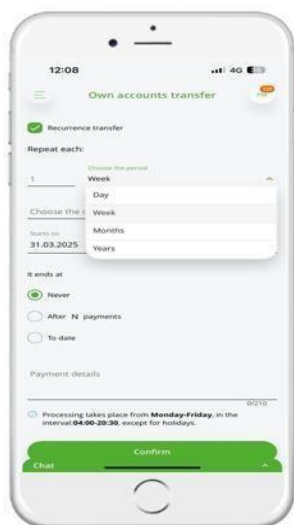 12:08
4G
Own accounts transfer
Recurrence transfer
Repeat each:
Choose the period
1 Week
Day
Choose the
Week
Months
Starts on
31.03.2025
Years
It ends at
Never
After N payments
To date
Payment details
0/210
Processing takes place from Monday-Friday, in the
interval 04:00-20:30, except for holidays.
Confirm
Chat